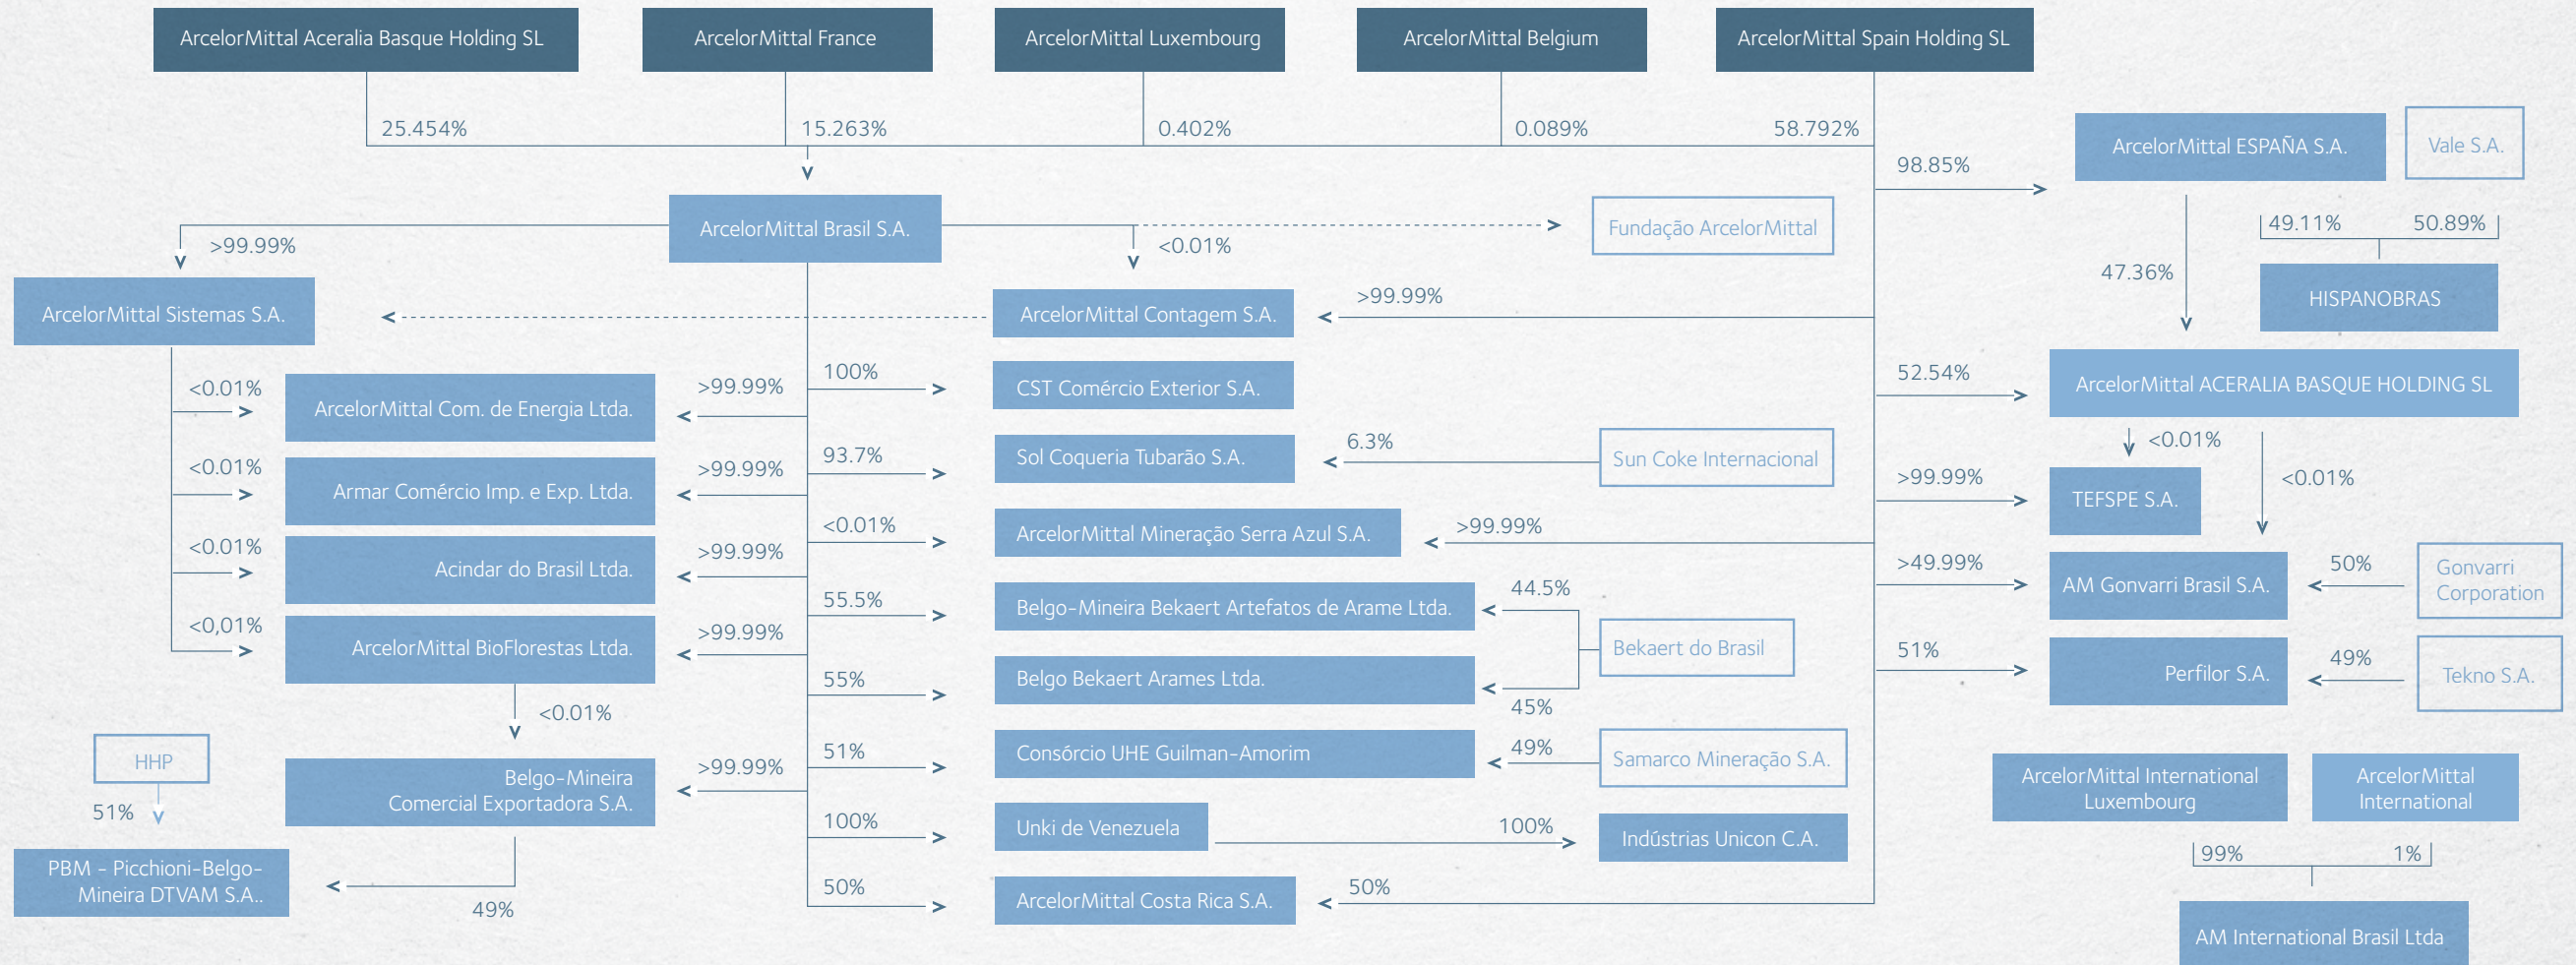 ArcelorMittal Aceralia Basque Holding SL
ArcelorMittal France
ArcelorMittal Luxembourg
ArcelorMittal Belgium
ArcelorMittal Spain Holding SL
25.454%
15.263%
0.402%
0.089%
58.792%
98.85%
ArcelorMittal ESPAÑA S.A.
Vale S.A.
ArcelorMittal Brasil S.A.
Fundação ArcelorMittal
>99.99%
<0.01%
49.11%
50.89%
47.36%
HISPANOBRAS
ArcelorMittal Sistemas S.A.
ArcelorMittal Contagem S.A.
>99.99%
<0.01%
ArcelorMittal Com. de Energia Ltda.
>99.99%
100%
CST Comércio Exterior S.A.
52.54%
ArcelorMittal ACERALIA BASQUE HOLDING SL
<0.01%
<0.01%
<0.01%
Armar Comércio Imp. e Exp. Ltda.
>99.99%
93.7%
Sol Coqueria Tubarão S.A.
6.3%
Sun Coke Internacional
>99.99%
TEFSPE S.A.
<0.01%
Acindar do Brasil Ltda.
>99.99%
<0.01%
ArcelorMittal Mineração Serra Azul S.A.
>99.99%
>49.99%
AM Gonvarri Brasil S.A.
50%
Gonvarri
Corporation
<0,01%
ArcelorMittal BioFlorestas Ltda.
>99.99%
55.5%
Belgo-Mineira Bekaert Artefatos de Arame Ltda.
44.5%
Bekaert do Brasil
51%
Perfilor S.A.
49%
Tekno S.A.
55%
Belgo Bekaert Arames Ltda.
45%
<0.01%
HHP
51%
Belgo-Mineira
Comercial Exportadora S.A.
>99.99%
51%
Consórcio UHE Guilman-Amorim
49%
Samarco Mineração S.A.
ArcelorMittal International
Luxembourg
ArcelorMittal
International
100%
Unki de Venezuela
100%
Indústrias Unicon C.A.
99%
1%
PBM - Picchioni-Belgo-
Mineira DTVAM S.A..
49%
50%
ArcelorMittal Costa Rica S.A.
50%
AM International Brasil Ltda